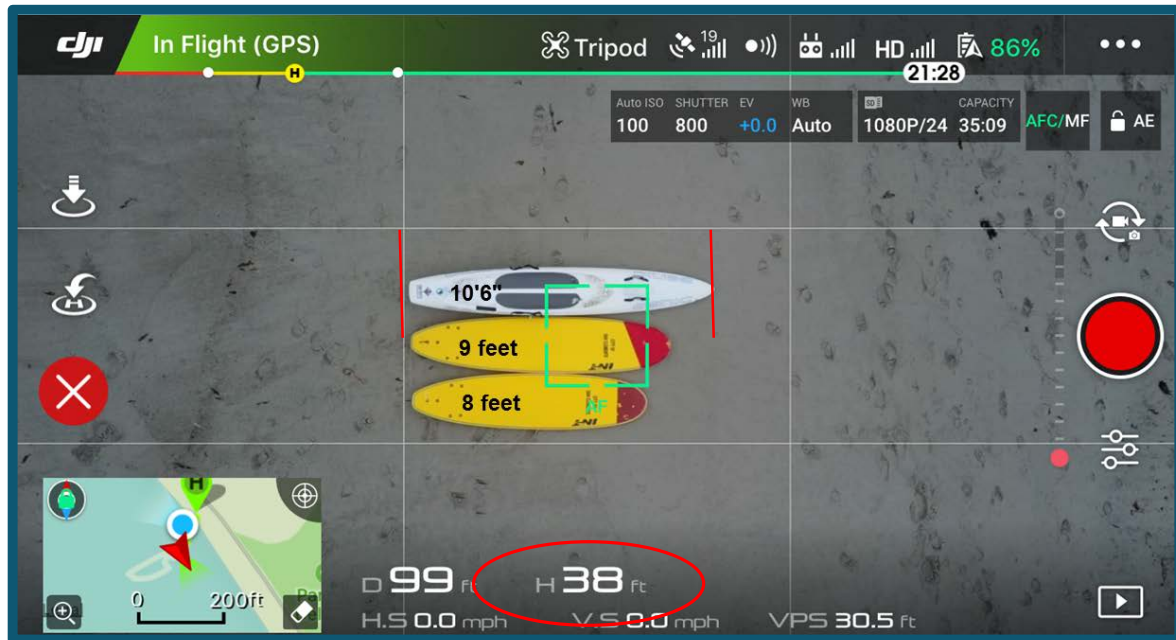 dji In Flight (GPS) Tripod 19 HD 86%
H 21:28
Auto ISO SHUTTER EV WB SD CAPACITY
100 800 +0.0 Auto 1080P/24 35:09 AFC/MF AE
H
10'6"
9 feet
8 feet
AF
H
0 200ft
D 99 ft H 38 ft
H.S 0.0 mph V.S 0.0 mph VPS 30.5 ft